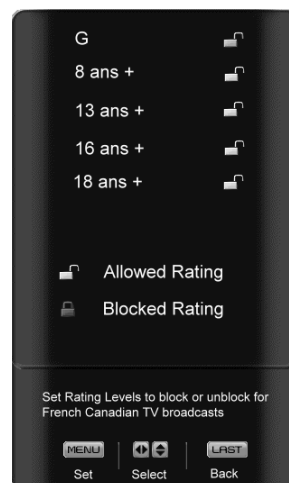 G
8 ans +
13 ans +
16 ans +
18 ans +
Allowed Rating
Blocked Rating
Set Rating Levels to block or unblock for
French Canadian TV broadcasts
MENU LAST
Set Select Back